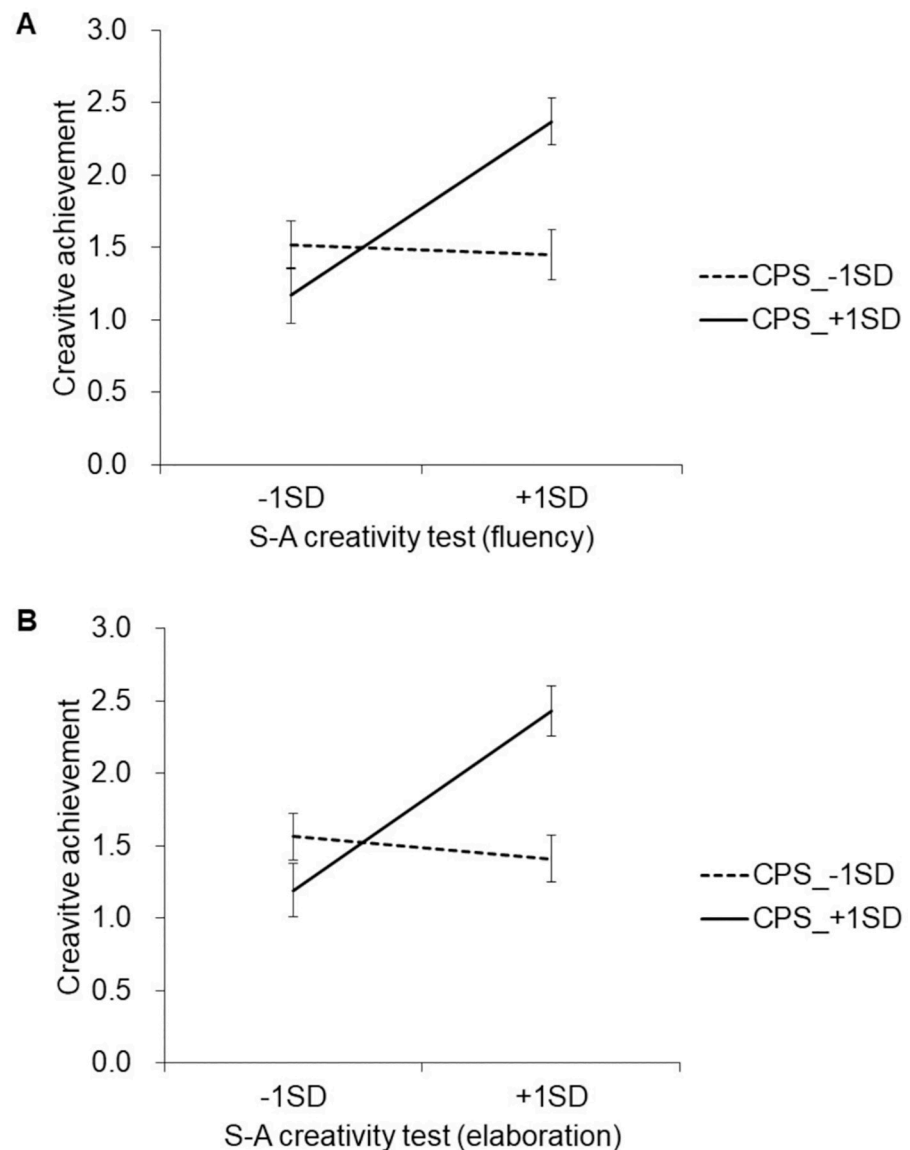 A
3.0
2.5
2.0
1.5
1.0
0.5
0.0
Creavitve achievement
-1SD +1SD
S-A creativity test (fluency)
CPS_-1SD
CPS_+1SD
B
3.0
2.5
2.0
1.5
1.0
0.5
0.0
Creavitve achievement
-1SD +1SD
S-A creativity test (elaboration)
CPS_-1SD
CPS_+1SD